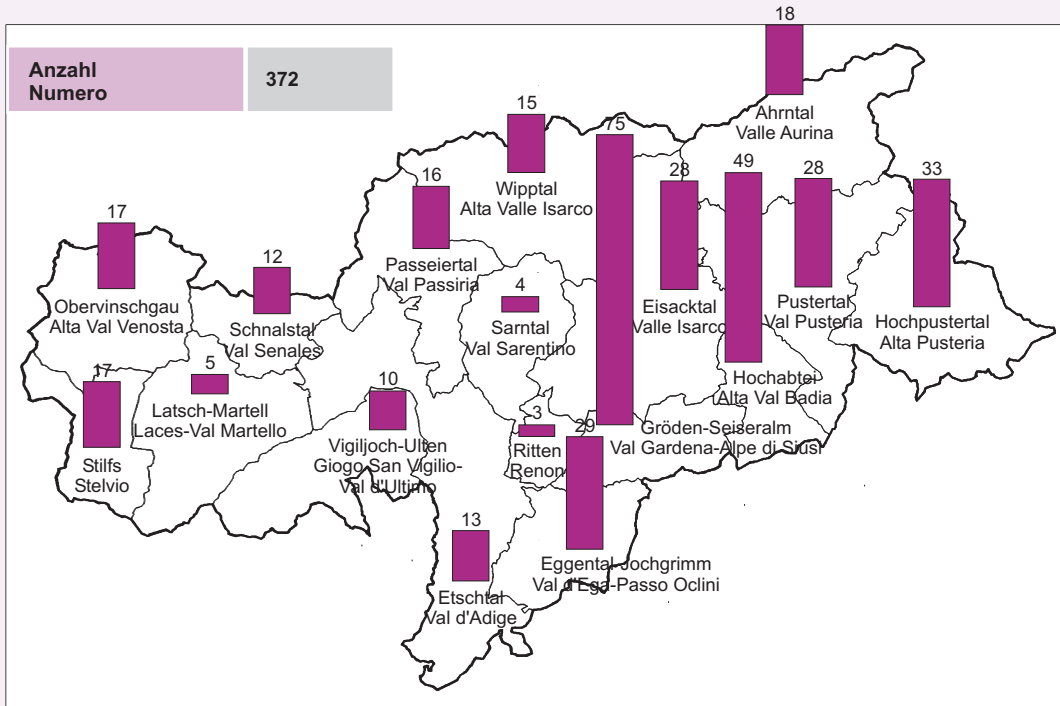 Anzahl
Numero
372
18
Ahrntal
Valle Aurina
15
Wipptal
Alta Valle Isarco
75
Gröden-Seiseralm
Val Gardena-Alpe di Siusi
28
Eisacktal
Valle Isarco
49
Hochabtei
Alta Val Badia
28
Pustertal
Val Pusteria
33
Hochpustertal
Alta Pusteria
16
Passeiertal
Val Passiria
17
Obervinschgau
Alta Val Venosta
12
Schnalstal
Val Senales
4
Sarntal
Val Sarentino
17
Stilfs
Stelvio
5
Latsch-Martell
Laces-Val Martello
10
Vigiljoch-Ulten
Giogo San Vigilio-
Val d'Ultimo
3
Ritten
Renon
29
Eggental-Jochgrimm
Val d'Ega-Passo Oclini
13
Etschtal
Val d'Adige